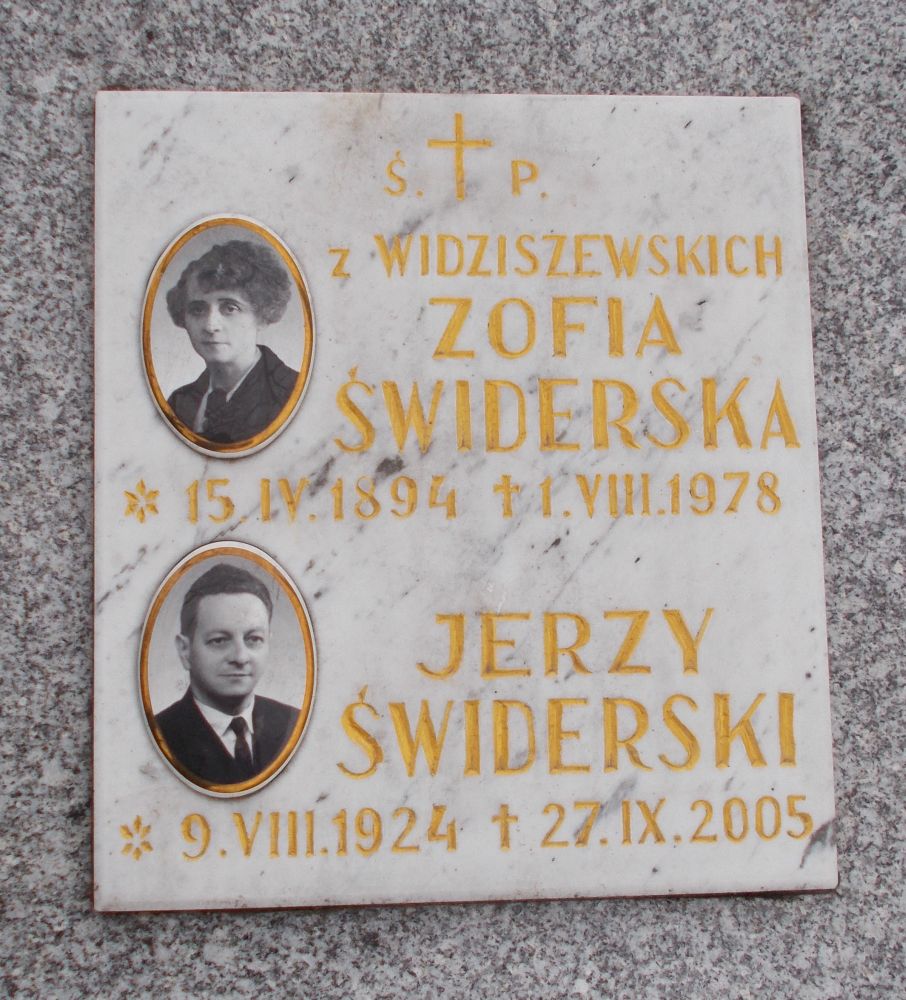 Ś. P.
z WIDZISZEWSKICH
ZOFIA
ŚWIDERSKA
* 15.IV.1894 † 1.VIII.1978
JERZY
ŚWIDERSKI
* 9.VIII.1924 † 27.IX.2005